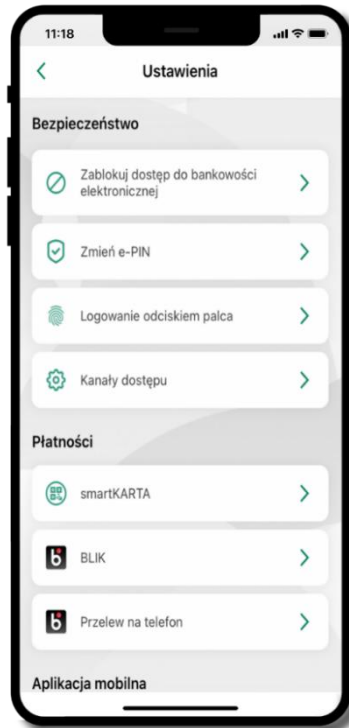 11:18
Ustawienia
Bezpieczeństwo
Zablokuj dostęp do bankowości
elektronicznej
Zmień e-PIN
Logowanie odciskiem palca
Kanały dostępu
Płatności
smartKARTA
BLIK
Przelew na telefon
Aplikacja mobilna